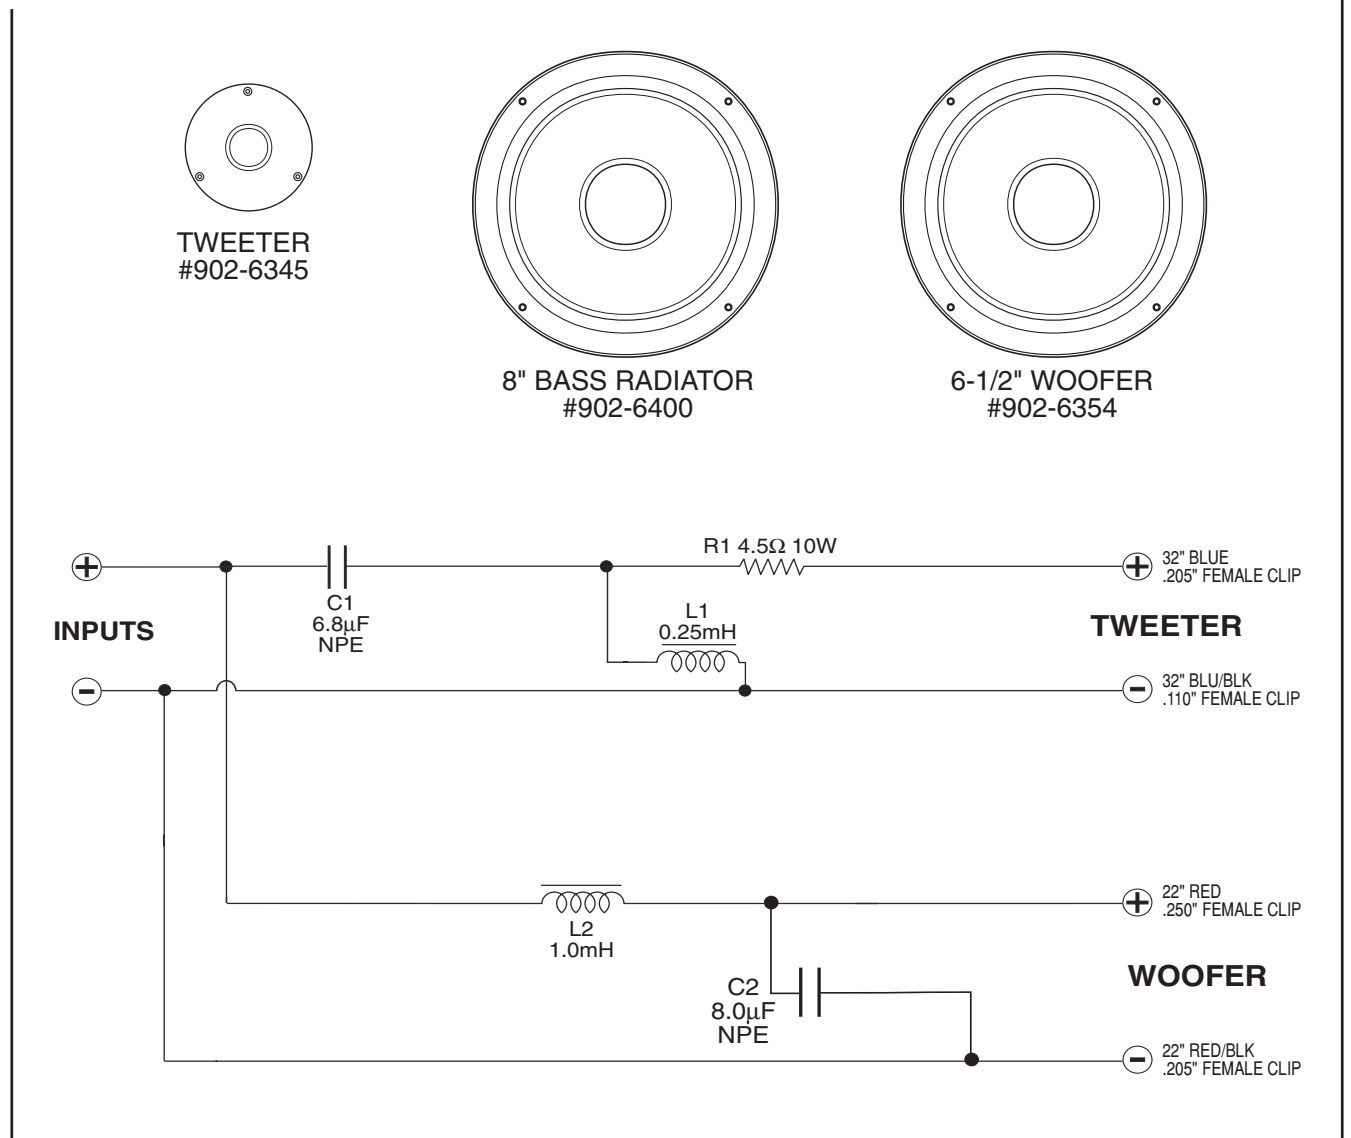 TWEETER
#902-6345
8" BASS RADIATOR
#902-6400
6-1/2" WOOFER
#902-6354
R1 4.5Ω 10W
C1
6.8µF
NPE
L1
0.25mH
INPUTS
32" BLUE
.205" FEMALE CLIP
TWEETER
32" BLU/BLK
.110" FEMALE CLIP
L2
1.0mH
C2
8.0µF
NPE
22" RED
.250" FEMALE CLIP
WOOFER
22" RED/BLK
.205" FEMALE CLIP